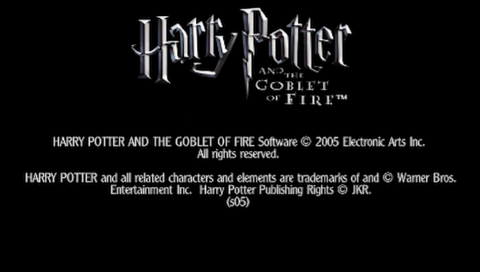 Harry Potter
AND THE
GOBLET
OF FIRE™
HARRY POTTER AND THE GOBLET OF FIRE Software © 2005 Electronic Arts Inc.
All rights reserved.
HARRY POTTER and all related characters and elements are trademarks of and © Warner Bros.
Entertainment Inc. Harry Potter Publishing Rights © JKR.
(s05)